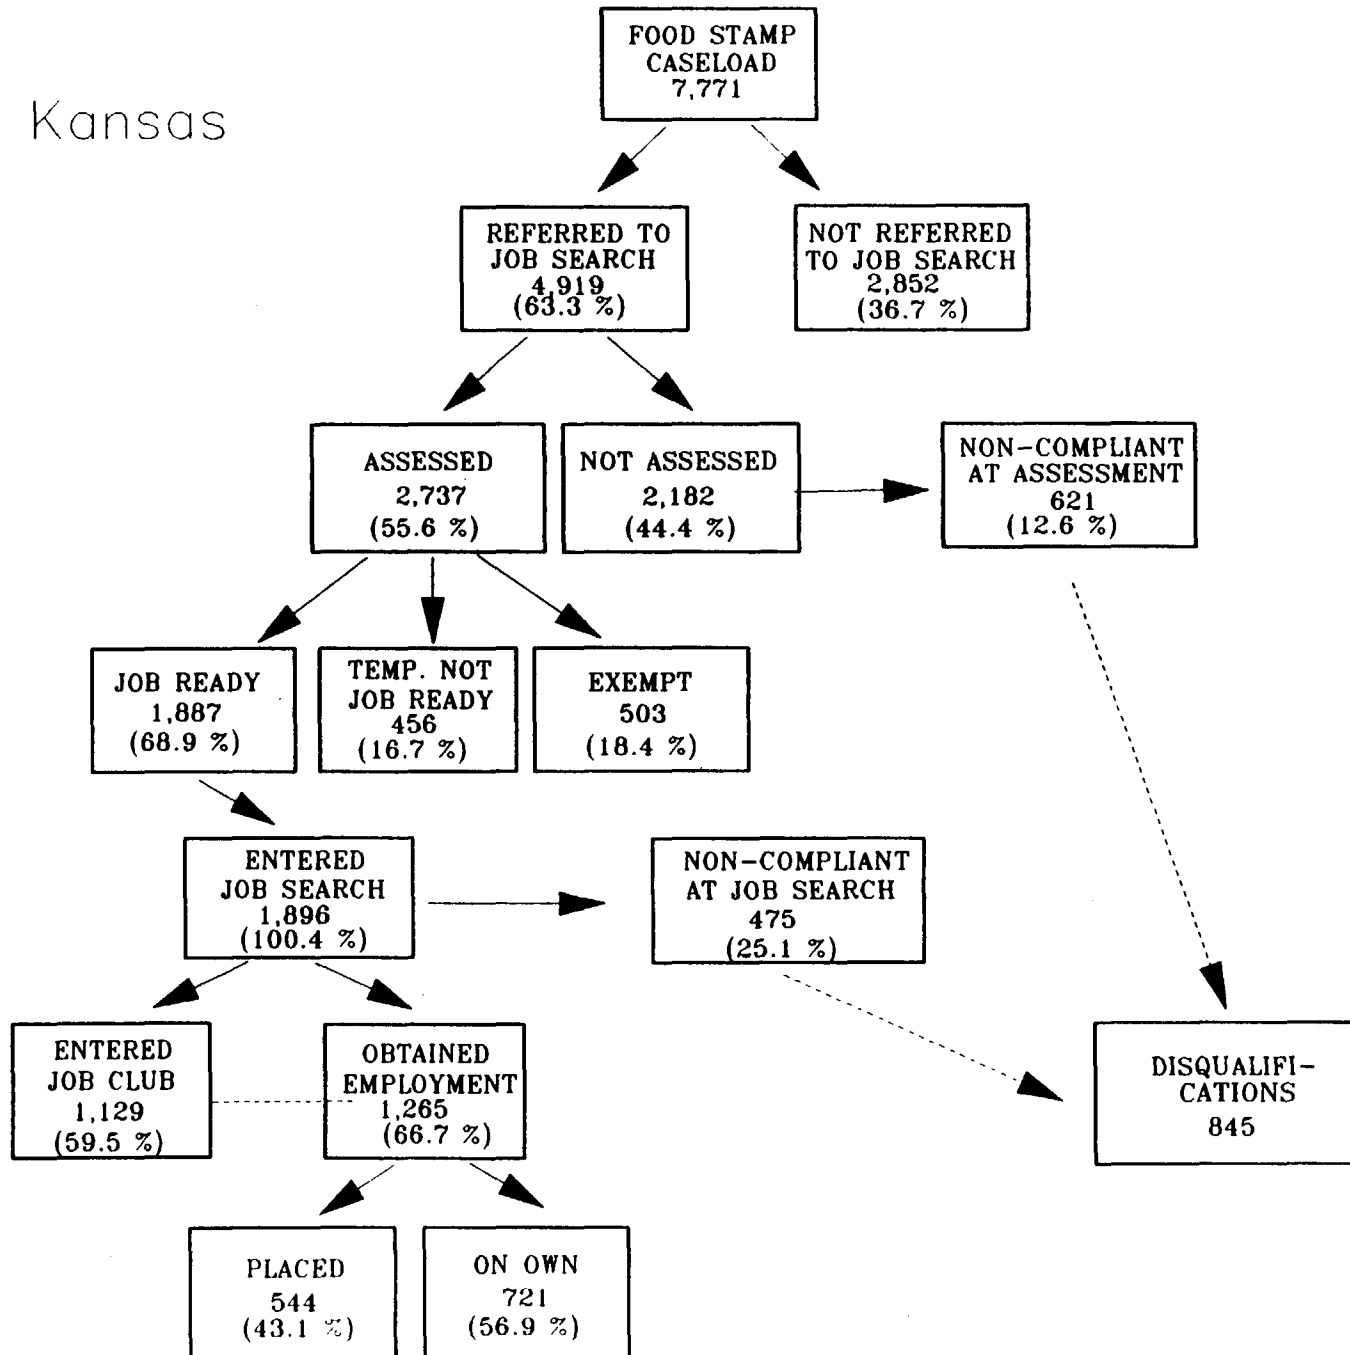 FOOD STAMP
CASELOAD
7,771
Kansas
REFERRED TO
JOB SEARCH
4,919
(63.3 %)
NOT REFERRED
TO JOB SEARCH
2,852
(36.7 %)
ASSESSED
2,737
(55.6 %)
NOT ASSESSED
2,182
(44.4 %)
NON-COMPLIANT
AT ASSESSMENT
621
(12.6 %)
JOB READY
1,887
(68.9 %)
TEMP. NOT
JOB READY
456
(16.7 %)
EXEMPT
503
(18.4 %)
ENTERED
JOB SEARCH
1,896
(100.4 %)
NON-COMPLIANT
AT JOB SEARCH
475
(25.1 %)
ENTERED
JOB CLUB
1,129
(59.5 %)
OBTAINED
EMPLOYMENT
1,265
(66.7 %)
DISQUALIFI-
CATIONS
845
PLACED
544
(43.1 %)
ON OWN
721
(56.9 %)